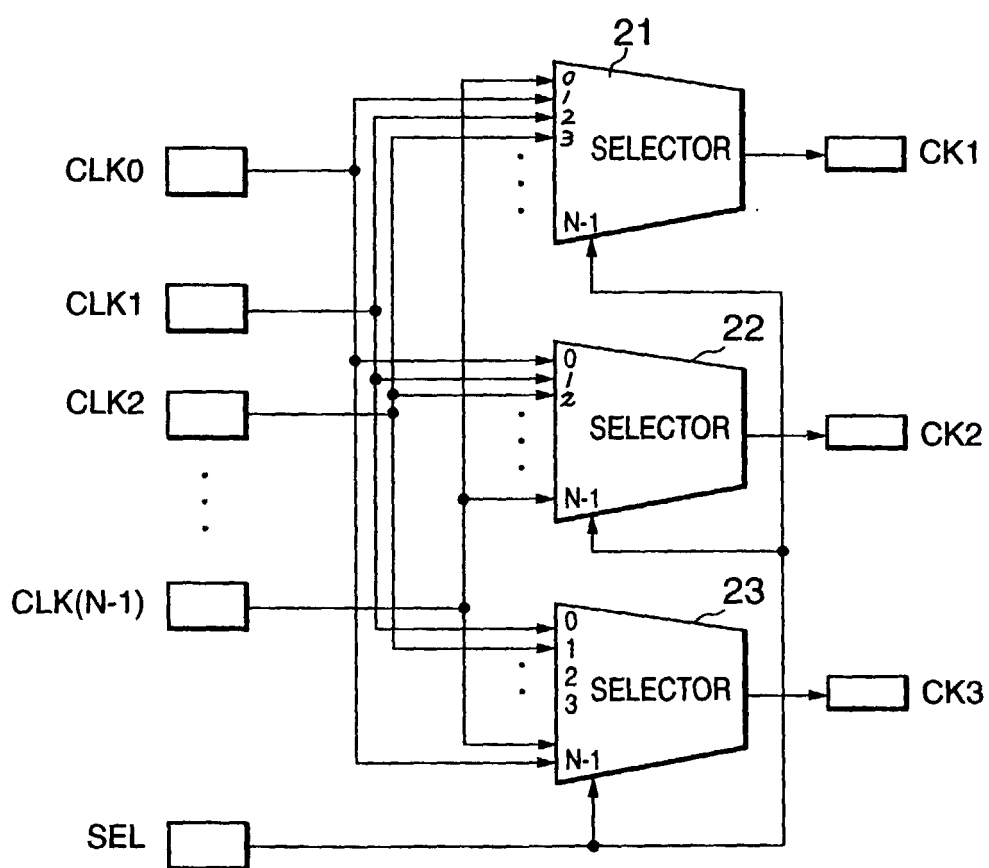 21
0
1
2
3
SELECTOR
N-1
CK1
CLK0
CLK1
22
0
1
2
SELECTOR
N-1
CK2
CLK2
CLK(N-1)
23
0
1
2
3
SELECTOR
N-1
CK3
SEL